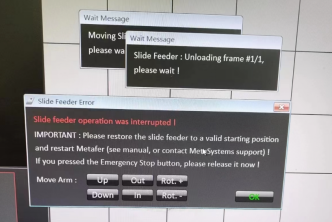 Wait Message
Moving Sli
please wa
Wait Message
Slide Feeder : Unloading frame #1/1,
please wait !
Slide Feeder Error
Slide feeder operation was interrupted !
IMPORTANT : Please restore the slide feeder to a valid starting position
and restart Metafer (see manual, or contact MetaSystems support) !
If you pressed the Emergency Stop button, please release it now !
Move Arm : Up Out Rot. +
Down In Rot. - OK